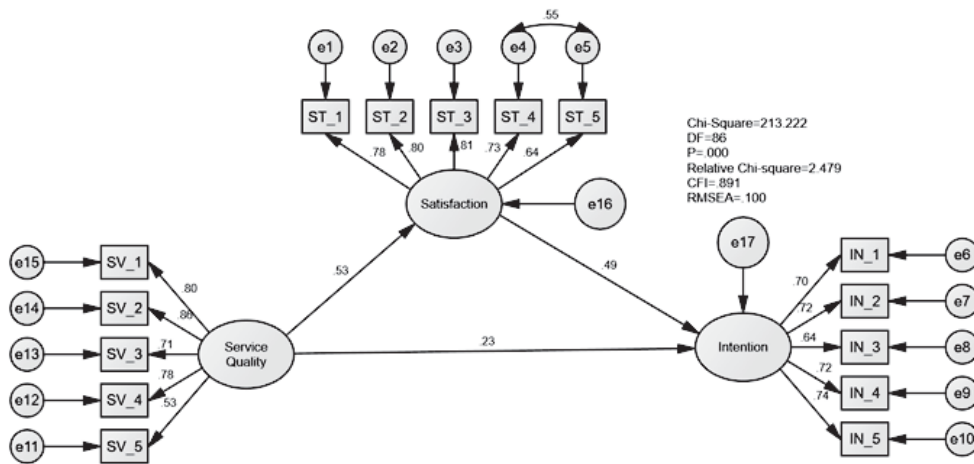 .55
e1
e2
e3
e4
e5
ST_1
ST_2
ST_3
ST_4
ST_5
.78
.80
.81
.73
.64
Chi-Square=213.222
DF=86
P=.000
Relative Chi-square=2.479
CFI=.891
RMSEA=.100
Satisfaction
e16
e17
.53
.49
.23
e15
SV_1
.80
e14
SV_2
.86
e13
SV_3
.71
e12
SV_4
.78
e11
SV_5
.53
Service
Quality
Intention
.70
IN_1
e6
.72
IN_2
e7
.64
IN_3
e8
.72
IN_4
e9
.74
IN_5
e10